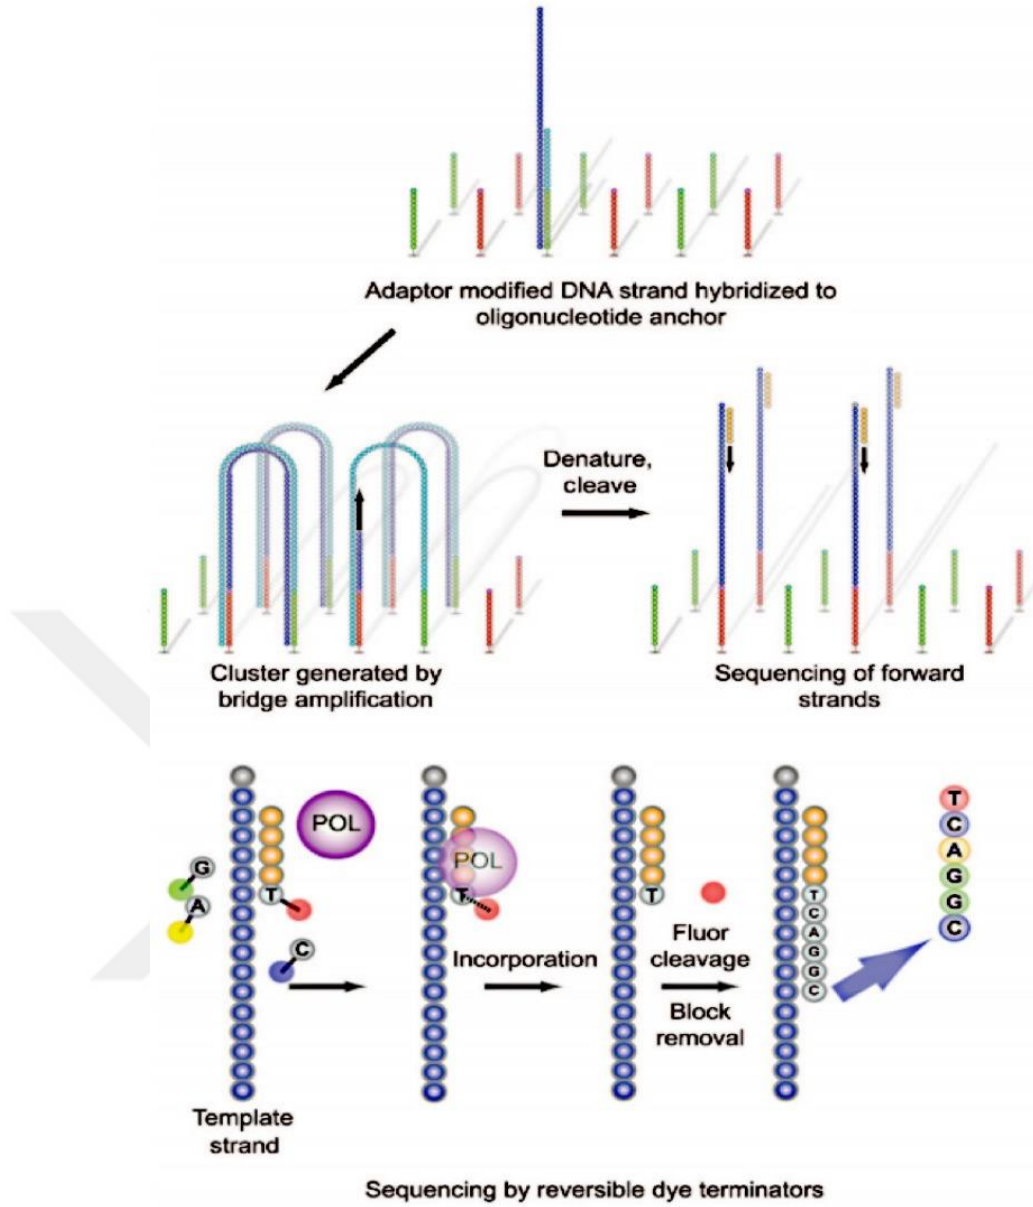 Adaptor modified DNA strand hybridized to
oligonucleotide anchor
Denature,
cleave
Cluster generated by
bridge amplification
Sequencing of forward
strands
POL
G
A
T
C
Template
strand
POL
T
Incorporation
T
Fluor
cleavage
Block
removal
T
C
A
G
G
C
T
C
A
G
G
C
Sequencing by reversible dye terminators